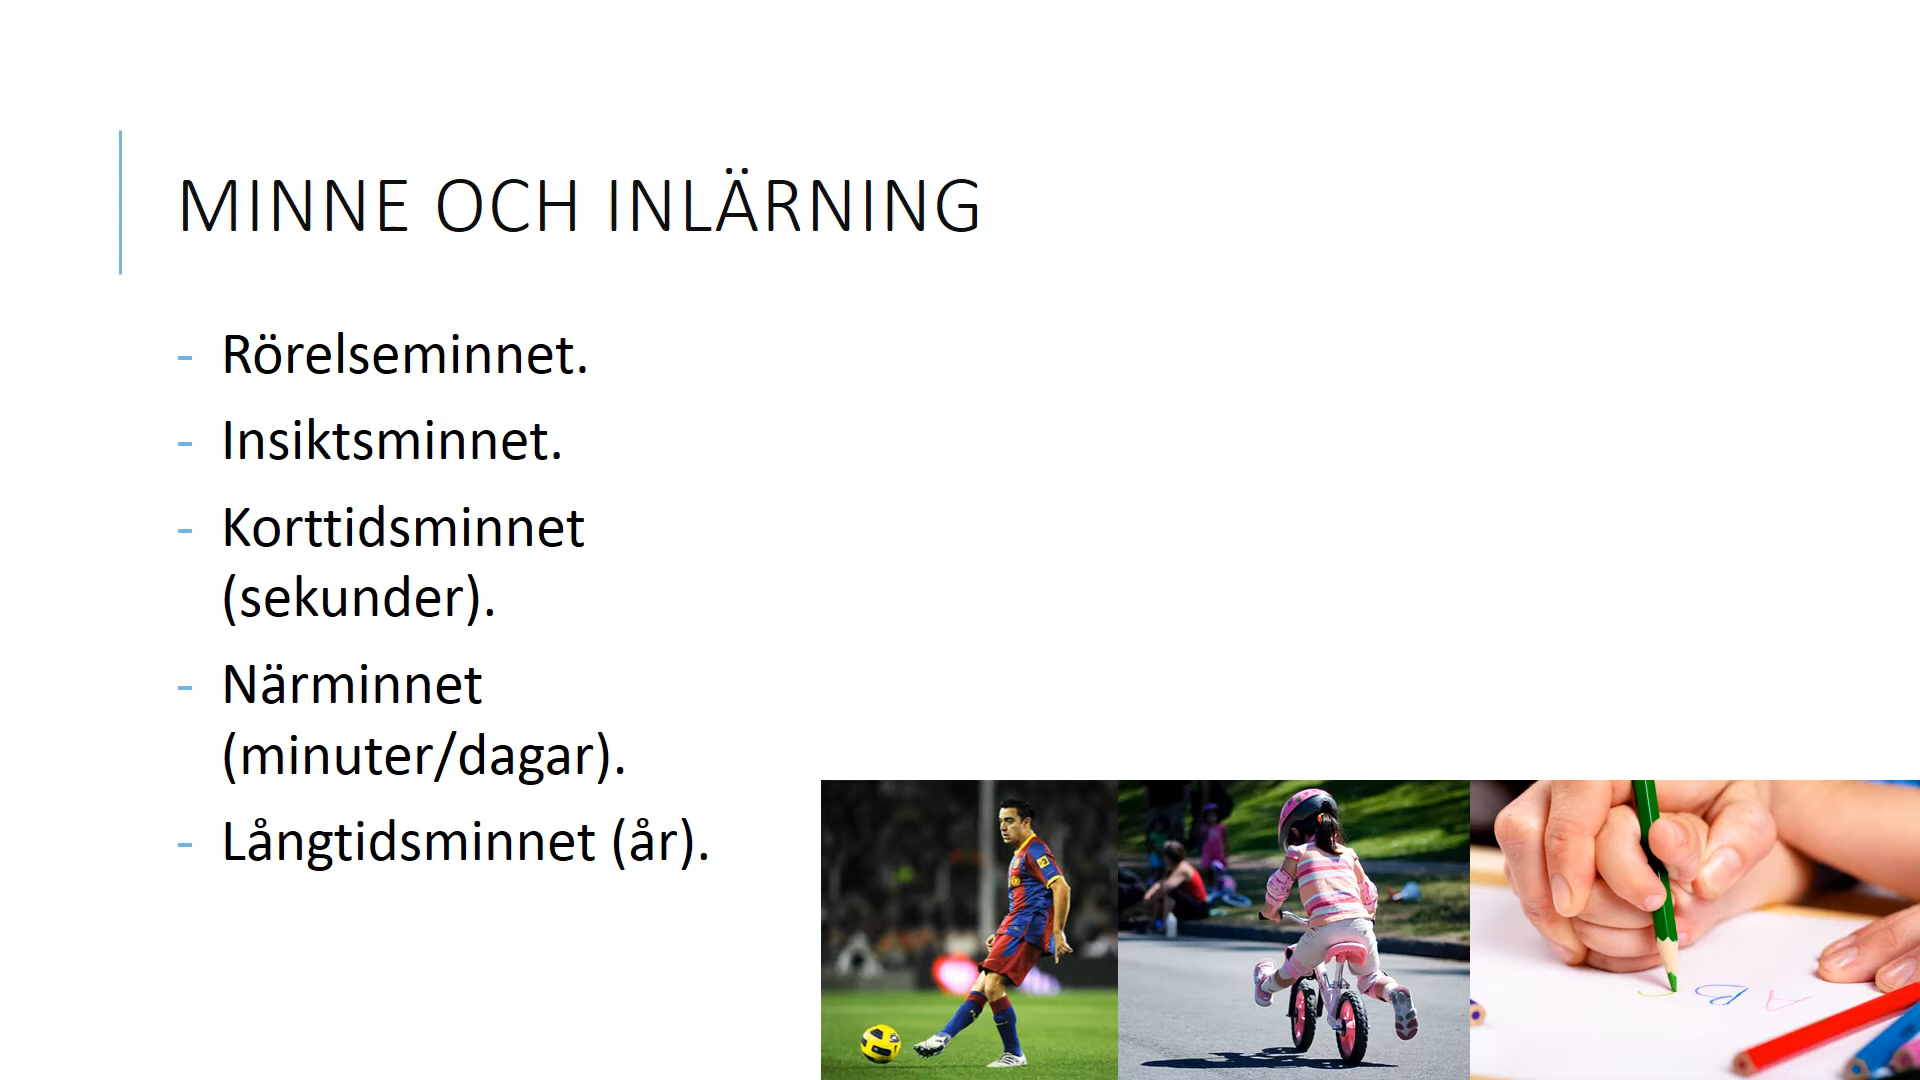 MINNE OCH INLÄRNING
- Rörelseminnet.
- Insiktsminnet.
- Korttidsminnet
(sekunder).
- Närminnet
(minuter/dagar).
- Långtidsminnet (år).
A B C